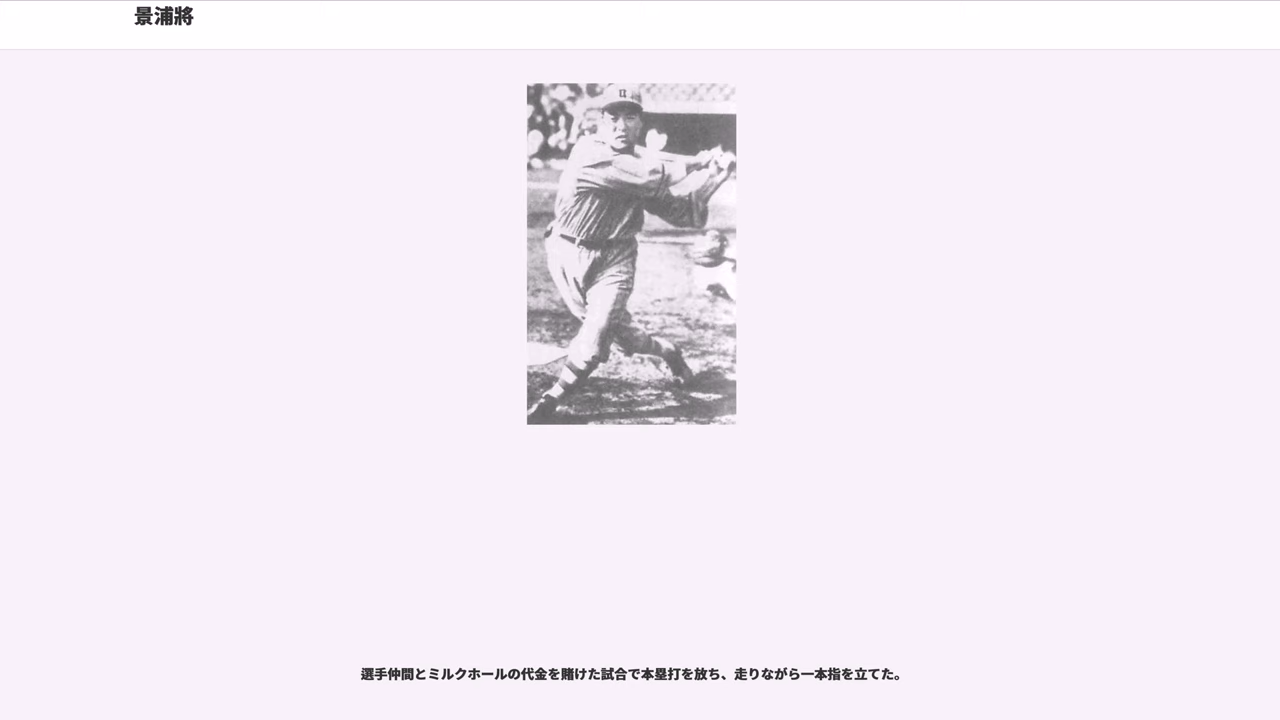 景浦將
選手仲間とミルクホールの代金を賭けた試合で本塁打を放ち、走りながら一本指を立てた。